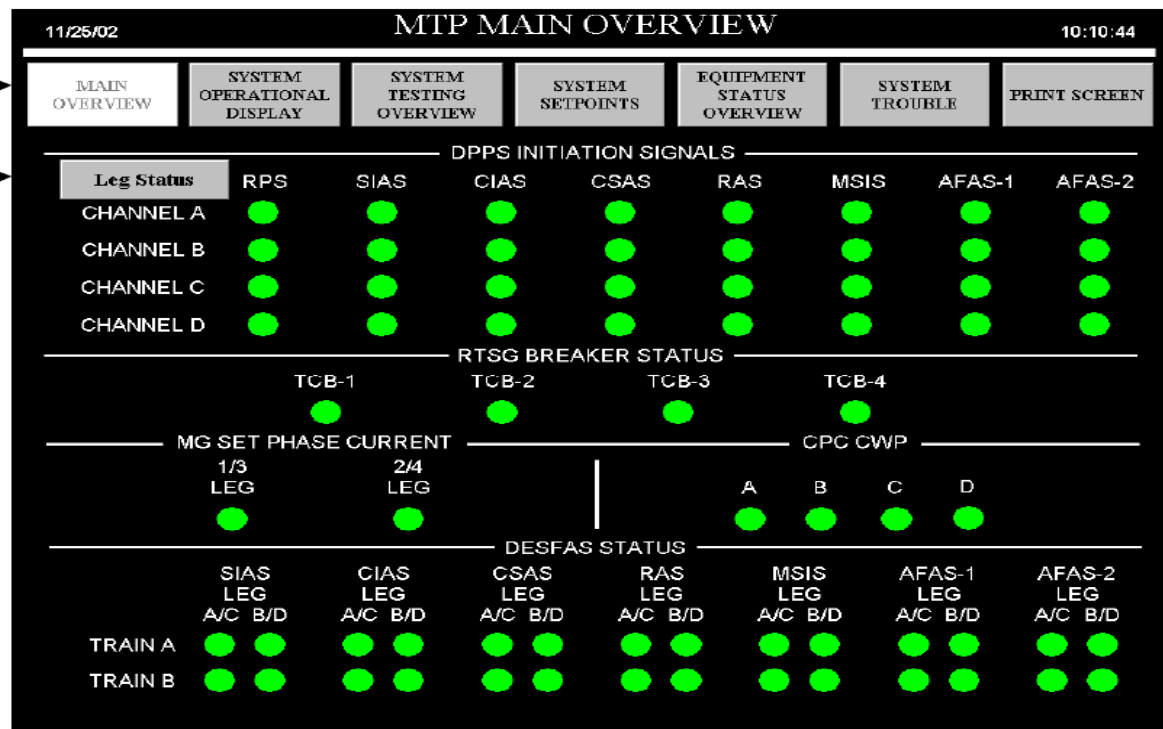 11/25/02 MTP MAIN OVERVIEW 10:10:44
MAIN OVERVIEW
SYSTEM OPERATIONAL DISPLAY
SYSTEM TESTING OVERVIEW
SYSTEM SETPOINTS
EQUIPMENT STATUS OVERVIEW
SYSTEM TROUBLE
PRINT SCREEN
DPPS INITIATION SIGNALS
Leg Status RPS SIAS CIAS CSAS RAS MSIS AFAS-1 AFAS-2
CHANNEL A
CHANNEL B
CHANNEL C
CHANNEL D
RTSG BREAKER STATUS
TCB-1 TCB-2 TCB-3 TCB-4
MG SET PHASE CURRENT CPC CWP
1/3 2/4
LEG LEG A B C D
DESFAS STATUS
SIAS CIAS CSAS RAS MSIS AFAS-1 AFAS-2
LEG LEG LEG LEG LEG LEG LEG
A/C B/D A/C B/D A/C B/D A/C B/D A/C B/D A/C B/D A/C B/D
TRAIN A
TRAIN B